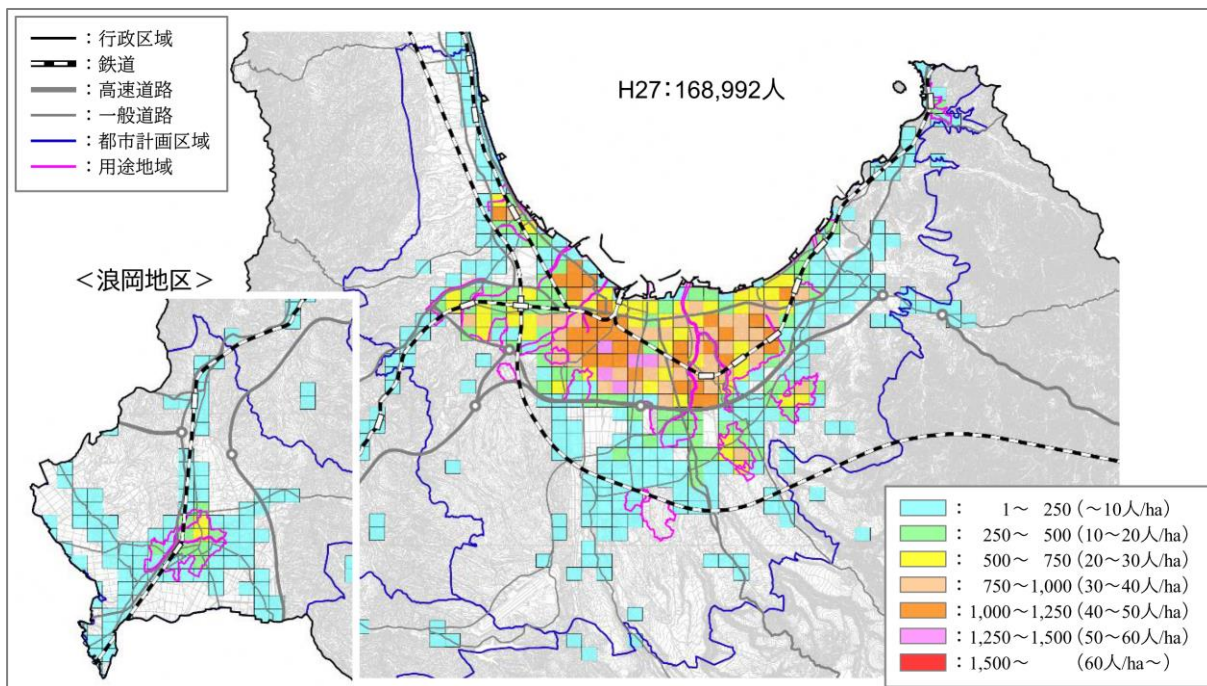 ：行政区域
：鉄道
：高速道路
：一般道路
：都市計画区域
：用途地域
H27：168,992人
＜浪岡地区＞
： 1～ 250（～10人/ha）
： 250～ 500（10～20人/ha）
： 500～ 750（20～30人/ha）
： 750～1,000（30～40人/ha）
：1,000～1,250（40～50人/ha）
：1,250～1,500（50～60人/ha）
：1,500～ （60人/ha～）